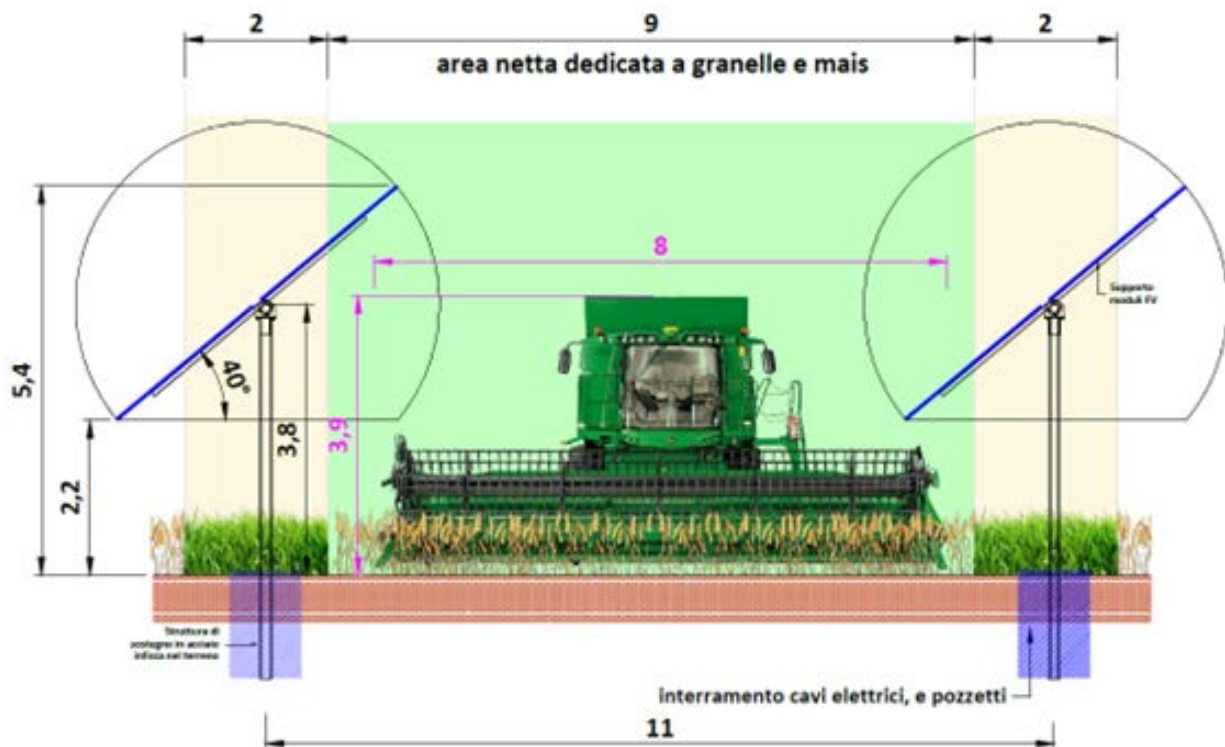 2
9
2
area netta dedicata a granelle e mais
8
Supporto
moduli FV
5,4
40°
3,8
3,9
2,2
Struttura di
sostegno in acciaio
infissa nel terreno
interramento cavi elettrici, e pozzetti
11